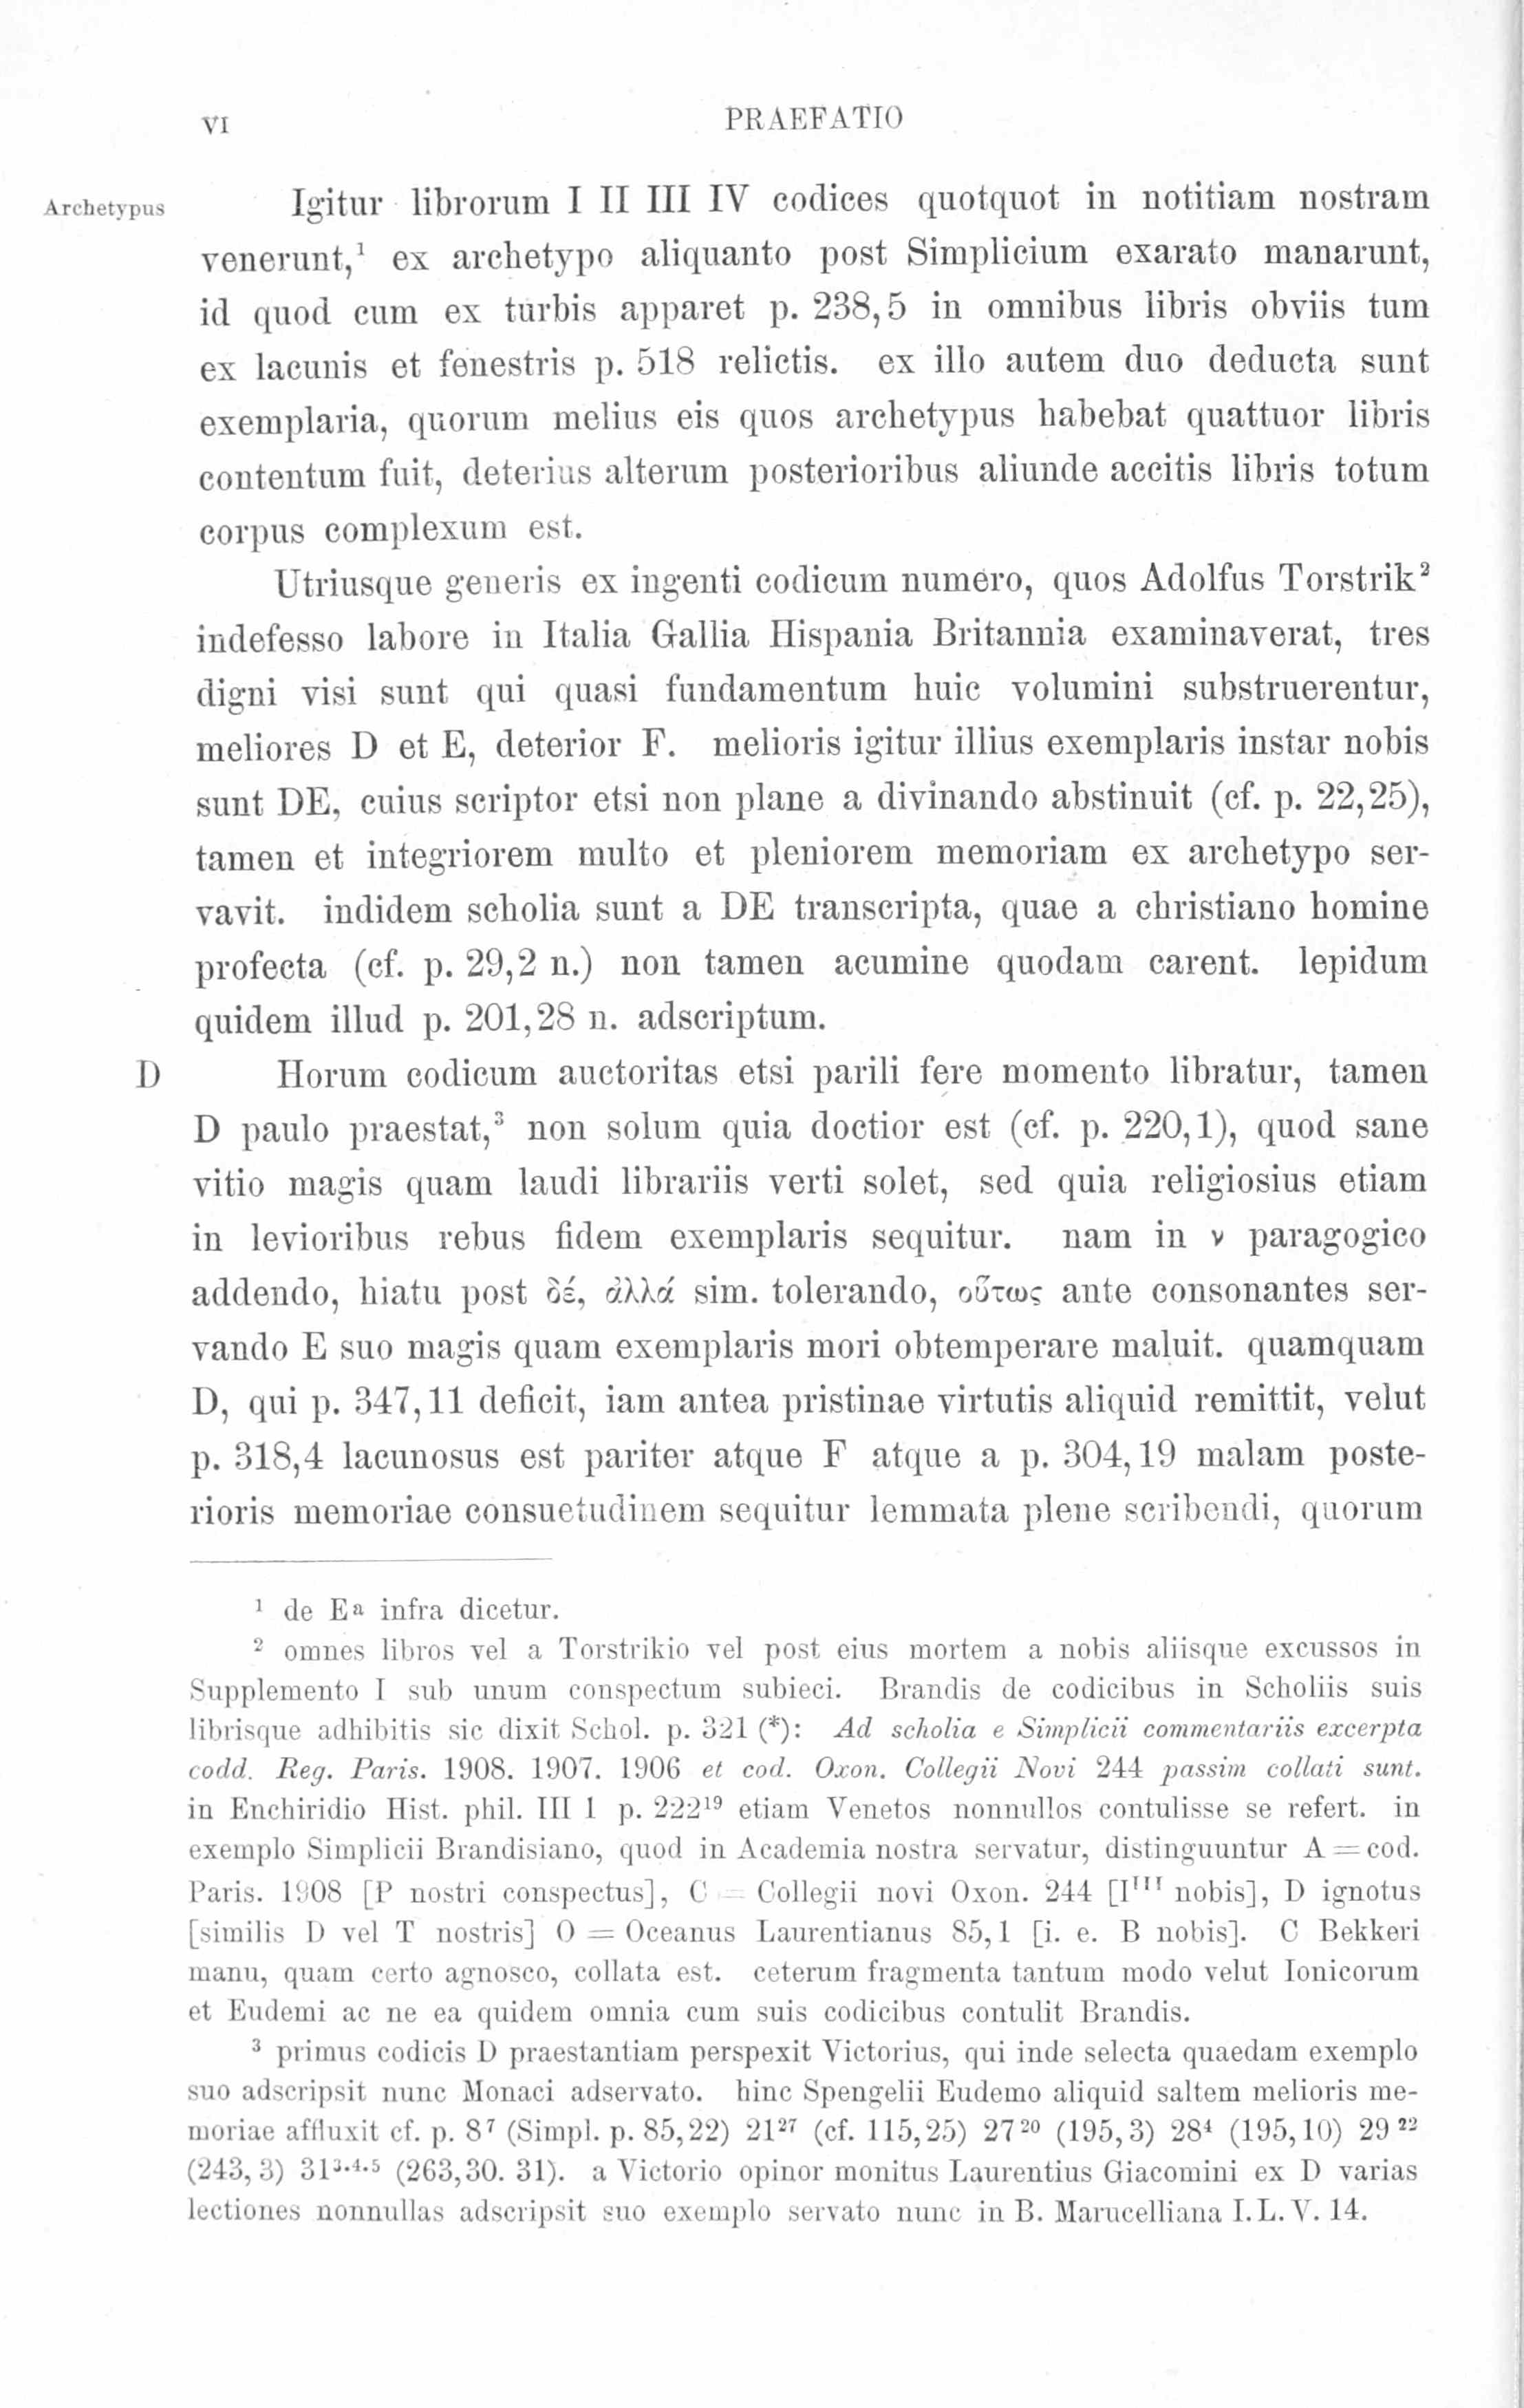 VI PRAEFATIO
Archetypus Igitur librorum I II III IV codices quotquot in notitiam nostram
venerunt,¹ ex archetypo aliquanto post Simplicium exarato manarunt,
id quod cum ex turbis apparet p. 238,5 in omnibus libris obviis tum
ex lacunis et fenestris p. 518 relictis. ex illo autem duo deducta sunt
exemplaria, quorum melius eis quos archetypus habebat quattuor libris
contentum fuit, deterius alterum posterioribus aliunde accitis libris totum
corpus complexum est.
Utriusque generis ex ingenti codicum numero, quos Adolfus Torstrik²
indefesso labore in Italia Gallia Hispania Britannia examinaverat, tres
digni visi sunt qui quasi fundamentum huic volumini substruerentur,
meliores D et E, deterior F. melioris igitur illius exemplaris instar nobis
sunt DE, cuius scriptor etsi non plane a divinando abstinuit (cf. p. 22,25),
tamen et integriorem multo et pleniorem memoriam ex archetypo ser-
vavit. indidem scholia sunt a DE transcripta, quae a christiano homine
profecta (cf. p. 29,2 n.) non tamen acumine quodam carent. lepidum
quidem illud p. 201,28 n. adscriptum.
D Horum codicum auctoritas etsi parili fere momento libratur, tamen
D paulo praestat,³ non solum quia doctior est (cf. p. 220,1), quod sane
vitio magis quam laudi librariis verti solet, sed quia religiosius etiam
in levioribus rebus fidem exemplaris sequitur. nam in ν paragogico
addendo, hiatu post δέ, ἀλλά sim. tolerando, οὕτως ante consonantes ser-
vando E suo magis quam exemplaris mori obtemperare maluit. quamquam
D, qui p. 347,11 deficit, iam antea pristinae virtutis aliquid remittit, velut
p. 318,4 lacunosus est pariter atque F atque a p. 304,19 malam poste-
rioris memoriae consuetudinem sequitur lemmata plene scribendi, quorum
¹ de Eᵃ infra dicetur.
² omnes libros vel a Torstrikio vel post eius mortem a nobis aliisque excussos in
Supplemento I sub unum conspectum subieci. Brandis de codicibus in Scholiis suis
librisque adhibitis sic dixit Schol. p. 321 (*): Ad scholia e Simplicii commentariis excerpta
codd. Reg. Paris. 1908. 1907. 1906 et cod. Oxon. Collegii Novi 244 passim collati sunt.
in Enchiridio Hist. phil. III 1 p. 222¹⁹ etiam Venetos nonnullos contulisse se refert. in
exemplo Simplicii Brandisiano, quod in Academia nostra servatur, distinguuntur A = cod.
Paris. 1908 [P nostri conspectus], C = Collegii novi Oxon. 244 [Iᴵᴵᴵ nobis], D ignotus
[similis D vel T nostris] O = Oceanus Laurentianus 85,1 [i. e. B nobis]. C Bekkeri
manu, quam certo agnosco, collata est. ceterum fragmenta tantum modo velut Ionicorum
et Eudemi ac ne ea quidem omnia cum suis codicibus contulit Brandis.
³ primus codicis D praestantiam perspexit Victorius, qui inde selecta quaedam exemplo
suo adscripsit nunc Monaci adservato. hinc Spengelii Eudemo aliquid saltem melioris me-
moriae affluxit cf. p. 8⁷ (Simpl. p. 85,22) 21²⁷ (cf. 115,25) 27²⁰ (195,3) 28⁴ (195,10) 29²²
(243,3) 31³·⁴·⁵ (263,30. 31). a Victorio opinor monitus Laurentius Giacomini ex D varias
lectiones nonnullas adscripsit suo exemplo servato nunc in B. Marucelliana I. L. V. 14.